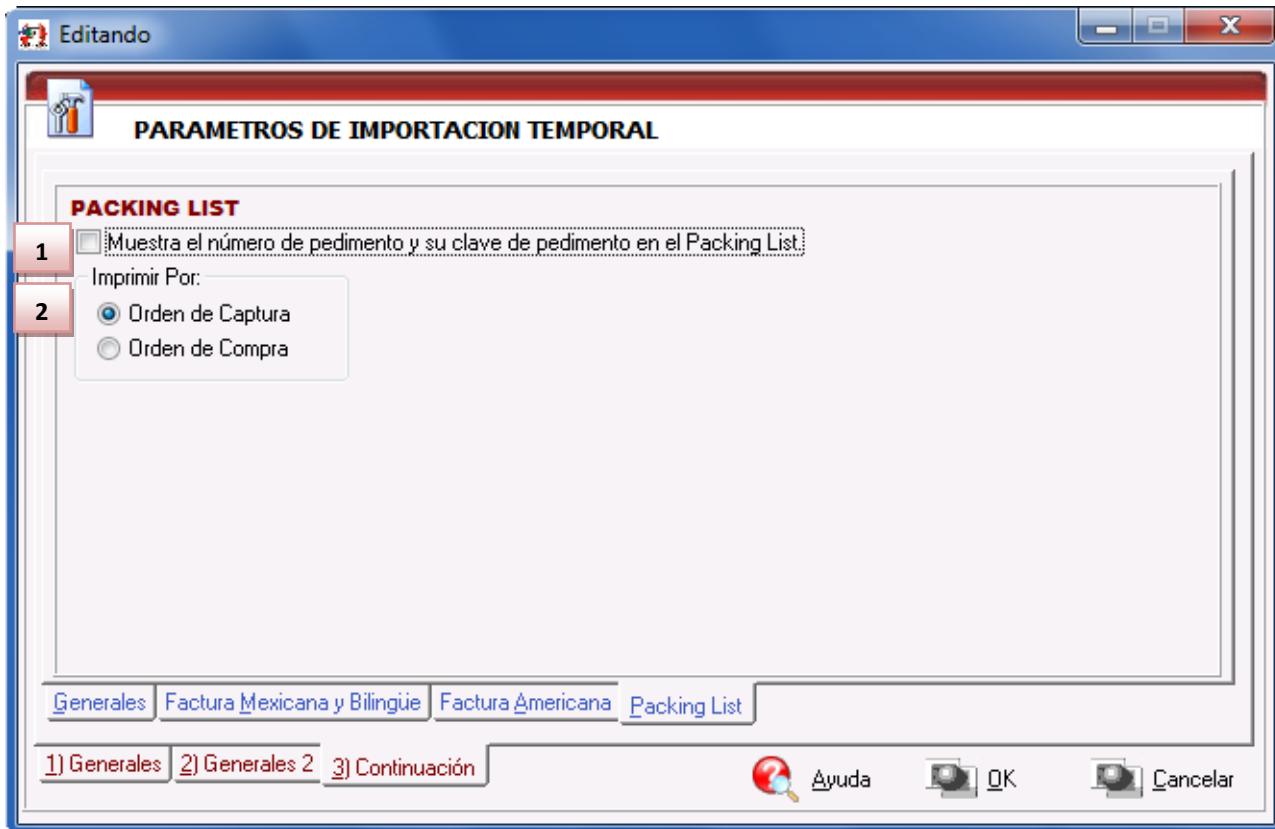 Editando
PARAMETROS DE IMPORTACION TEMPORAL
PACKING LIST
1
Muestra el número de pedimento y su clave de pedimento en el Packing List.
Imprimir Por:
2
Orden de Captura
Orden de Compra
Generales Factura Mexicana y Bilingüe Factura Americana Packing List
1) Generales 2) Generales 2 3) Continuación
Ayuda OK Cancelar